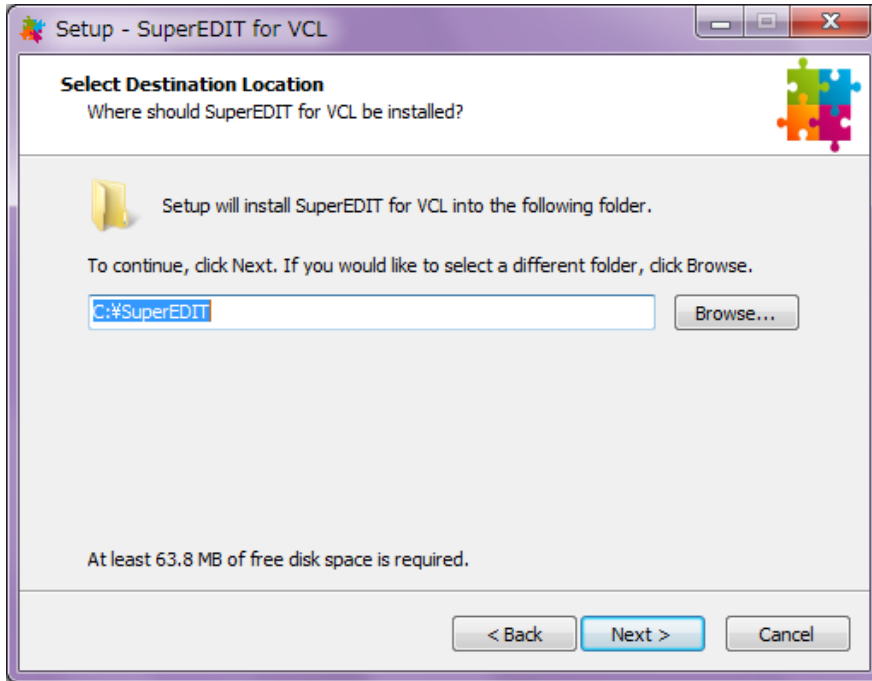 Setup - SuperEDIT for VCL
Select Destination Location
Where should SuperEDIT for VCL be installed?
Setup will install SuperEDIT for VCL into the following folder.
To continue, click Next. If you would like to select a different folder, click Browse.
C:¥SuperEDIT
Browse...
At least 63.8 MB of free disk space is required.
< Back
Next >
Cancel